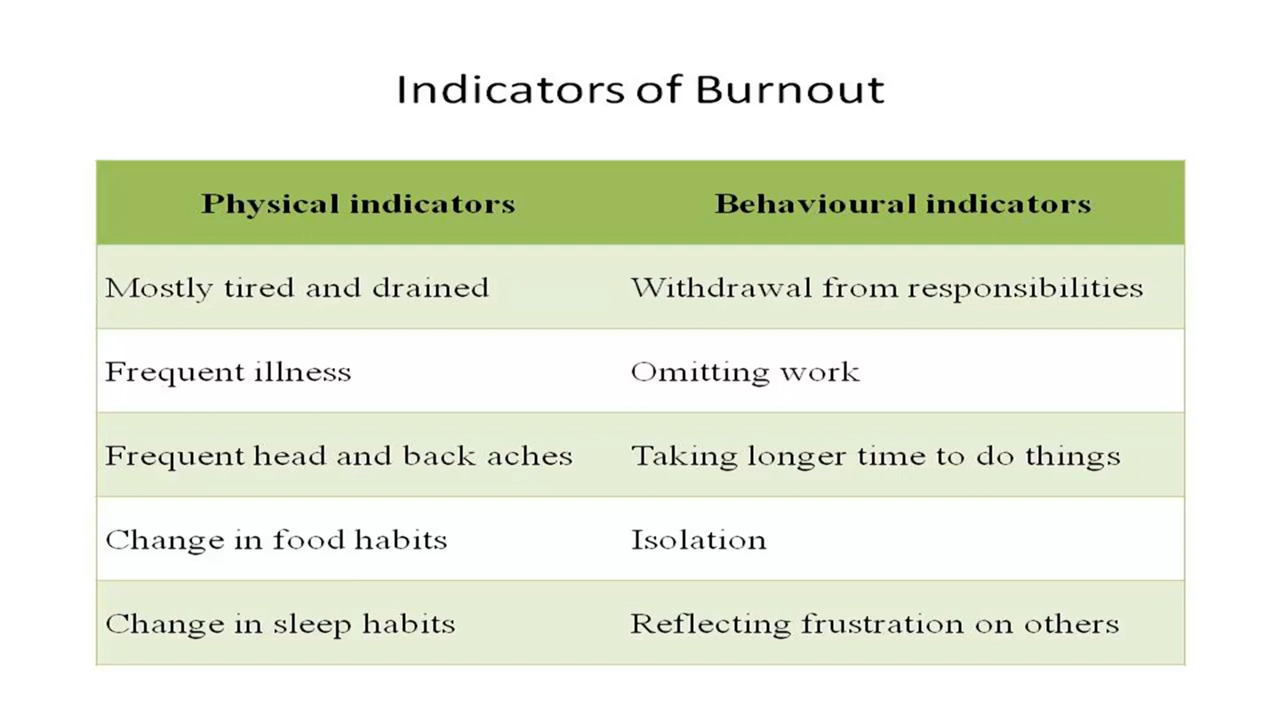 Indicators of Burnout
Physical indicators Behavioural indicators
Mostly tired and drained Withdrawal from responsibilities
Frequent illness Omitting work
Frequent head and back aches Taking longer time to do things
Change in food habits Isolation
Change in sleep habits Reflecting frustration on others